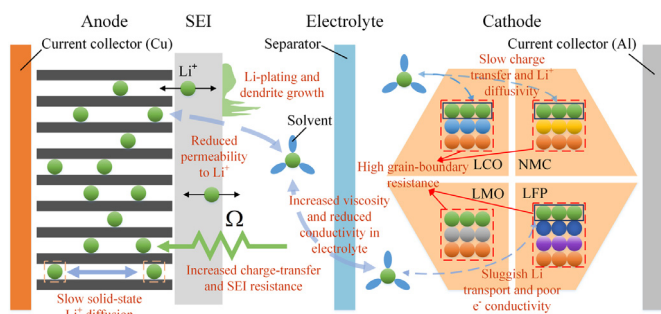 Anode
SEI
Electrolyte
Cathode
Current collector (Cu)
Separator
Current collector (Al)
Li⁺
Li-plating and
dendrite growth
Slow charge
transfer and Li⁺
diffusivity
Solvent
Reduced
permeability
to Li⁺
LCO
NMC
High grain-boundary
resistance
LMO
LFP
Increased viscosity
and reduced
conductivity in
electrolyte
Ω
Increased charge-transfer
and SEI resistance
Sluggish Li
transport and poor
e⁻ conductivity
Slow solid-state
Li⁺ diffusion